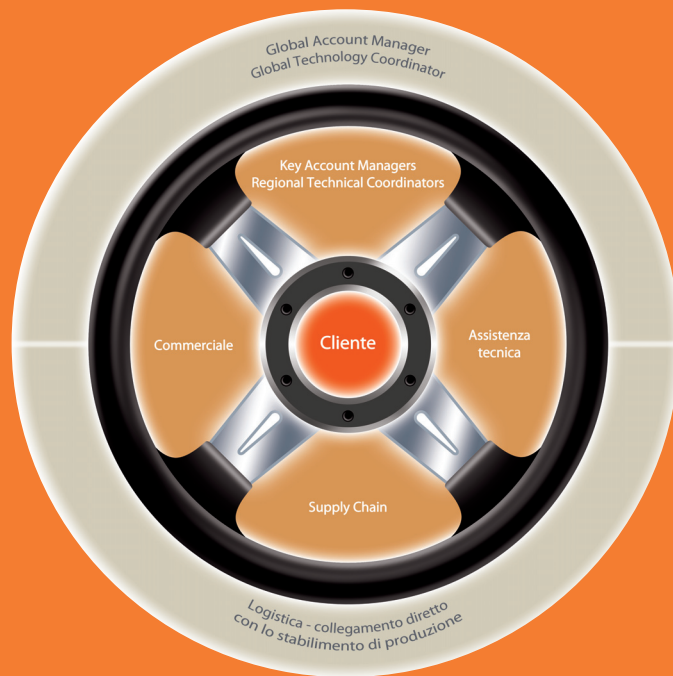 Global Account Manager
Global Technology Coordinator
Key Account Managers
Regional Technical Coordinators
Commerciale
Cliente
Assistenza
tecnica
Supply Chain
Logistica - collegamento diretto
con lo stabilimento di produzione